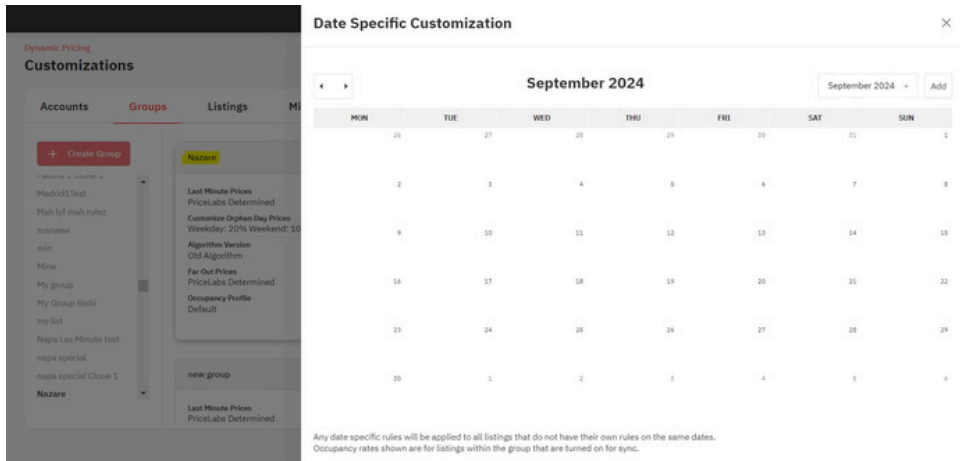 Date Specific Customization
×
Dynamic Pricing
Customizations
Accounts Groups Listings
+ Create Group
Madrid1Test
Mah lyf mah rulez
manasvi
min
Mine
My group
My Group Rishi
my list
Napa Las Minute test
napa special
napa special Clone 1
Nazare
Nazare
Last Minute Prices
PriceLabs Determined
Customize Orphan Day Prices
Weekday: 20% Weekend: 10
Algorithm Version
Old Algorithm
Far Out Prices
PriceLabs Determined
Occupancy Profile
Default
new group
Last Minute Prices
PriceLabs Determined
September 2024
September 2024
Add
MON TUE WED THU FRI SAT SUN
26 27 28 29 30 31 1
2 3 4 5 6 7 8
9 10 11 12 13 14 15
16 17 18 19 20 21 22
23 24 25 26 27 28 29
30 1 2 3 4 5 6
Any date specific rules will be applied to all listings that do not have their own rules on the same dates.
Occupancy rates shown are for listings within the group that are turned on for sync.